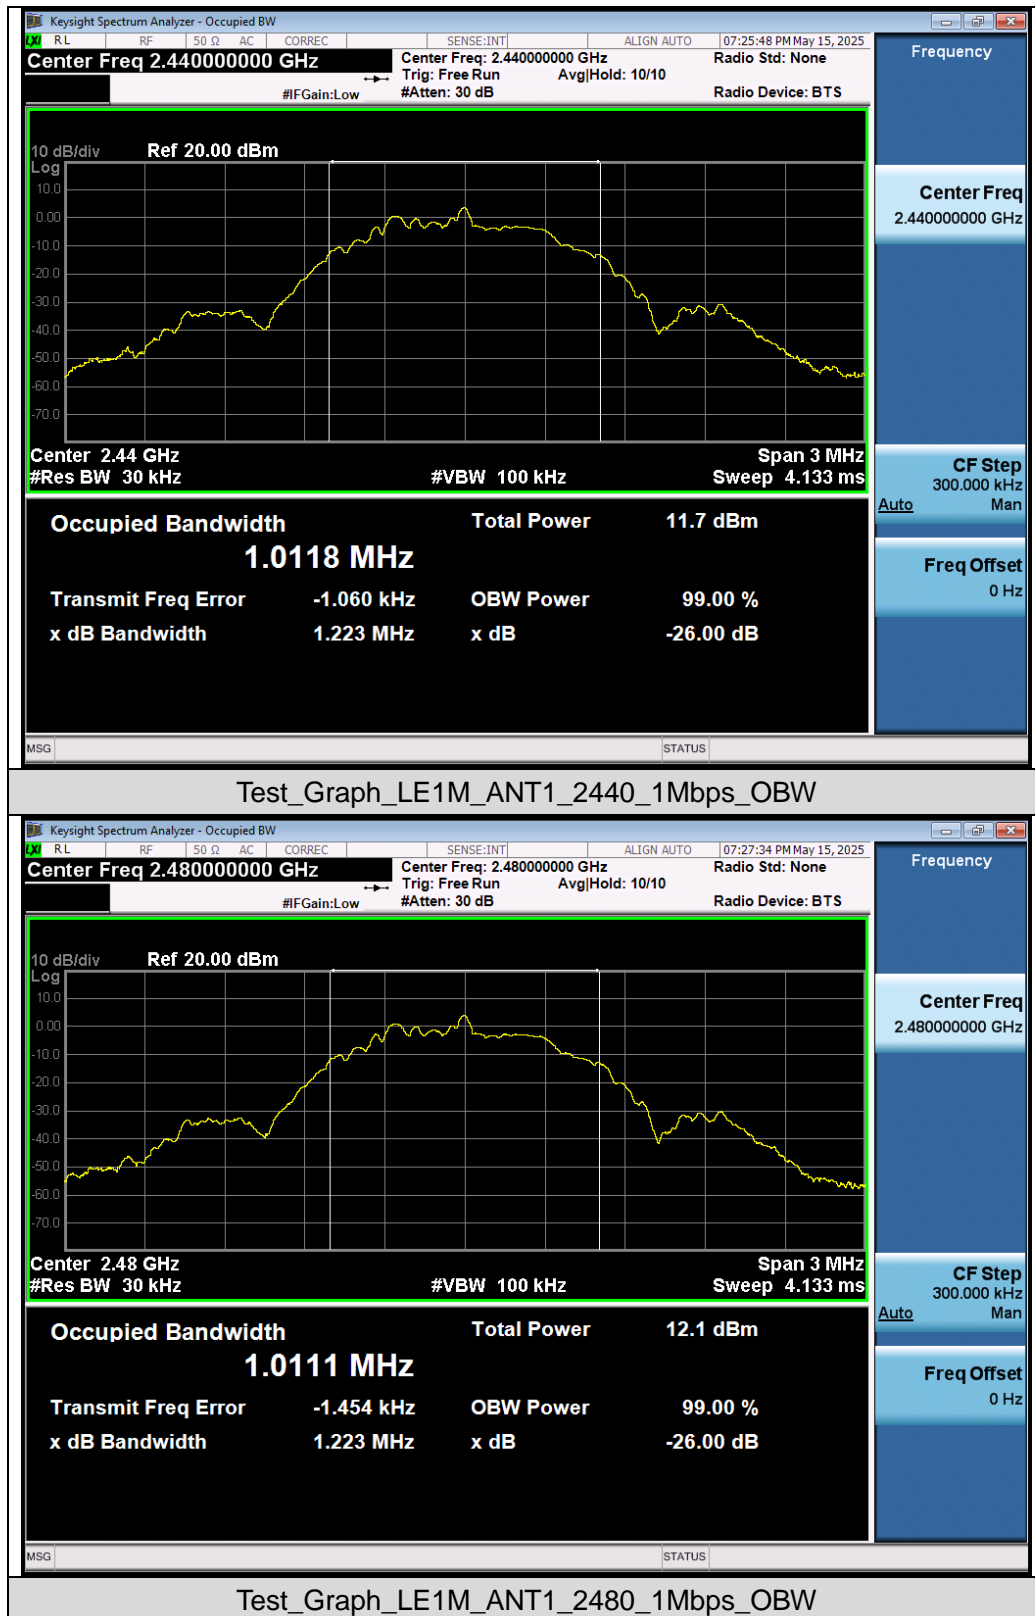 Keysight Spectrum Analyzer - Occupied BW
LXI RL RF 50 Ω AC CORREC SENSE:INT ALIGN AUTO 07:25:48 PM May 15, 2025
Center Freq 2.440000000 GHz
Center Freq: 2.440000000 GHz Radio Std: None
Trig: Free Run Avg|Hold: 10/10
#IFGain:Low #Atten: 30 dB Radio Device: BTS
Frequency
10 dB/div Ref 20.00 dBm
Log
10.0
0.00
-10.0
-20.0
-30.0
-40.0
-50.0
-60.0
-70.0
Center 2.44 GHz Span 3 MHz
#Res BW 30 kHz #VBW 100 kHz Sweep 4.133 ms
Center Freq
2.440000000 GHz
CF Step
300.000 kHz
Auto Man
Freq Offset
0 Hz
Occupied Bandwidth Total Power 11.7 dBm
1.0118 MHz
Transmit Freq Error -1.060 kHz OBW Power 99.00 %
x dB Bandwidth 1.223 MHz x dB -26.00 dB
MSG STATUS
Test_Graph_LE1M_ANT1_2440_1Mbps_OBW
Keysight Spectrum Analyzer - Occupied BW
LXI RL RF 50 Ω AC CORREC SENSE:INT ALIGN AUTO 07:27:34 PM May 15, 2025
Center Freq 2.480000000 GHz
Center Freq: 2.480000000 GHz Radio Std: None
Trig: Free Run Avg|Hold: 10/10
#IFGain:Low #Atten: 30 dB Radio Device: BTS
Frequency
10 dB/div Ref 20.00 dBm
Log
10.0
0.00
-10.0
-20.0
-30.0
-40.0
-50.0
-60.0
-70.0
Center 2.48 GHz Span 3 MHz
#Res BW 30 kHz #VBW 100 kHz Sweep 4.133 ms
Center Freq
2.480000000 GHz
CF Step
300.000 kHz
Auto Man
Freq Offset
0 Hz
Occupied Bandwidth Total Power 12.1 dBm
1.0111 MHz
Transmit Freq Error -1.454 kHz OBW Power 99.00 %
x dB Bandwidth 1.223 MHz x dB -26.00 dB
MSG STATUS
Test_Graph_LE1M_ANT1_2480_1Mbps_OBW